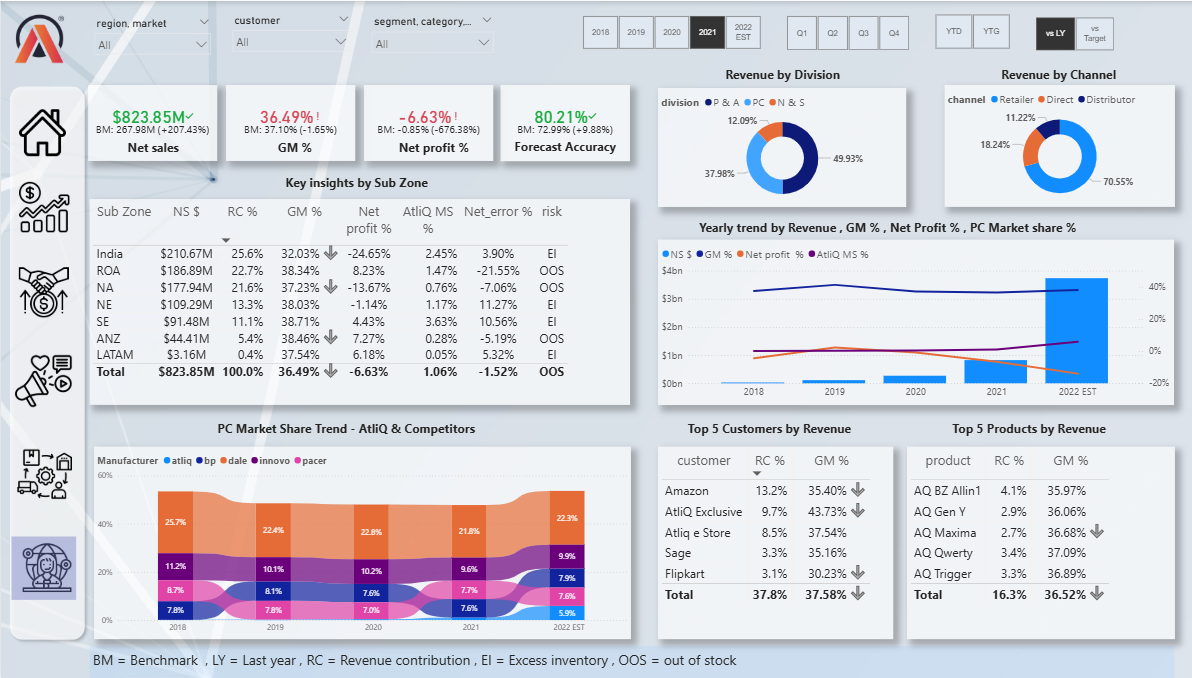 region, market
All
customer
All
segment, category,...
All
2018 2019 2020 2021 2022 EST
Q1 Q2 Q3 Q4
YTD YTG
vs LY vs Target
$823.85M✓
BM: 267.98M (+207.43%)
Net sales
36.49% !
BM: 37.10% (-1.65%)
GM %
-6.63% !
BM: -0.85% (-676.38%)
Net profit %
80.21%✓
BM: 72.99% (+9.88%)
Forecast Accuracy
Revenue by Division
division P & A PC N & S
12.09%
49.93%
37.98%
Revenue by Channel
channel Retailer Direct Distributor
11.22%
18.24%
70.55%
Key insights by Sub Zone
Sub Zone NS $ RC % GM % Net profit % AtliQ MS % Net_error % risk
India $210.67M 25.6% 32.03% -24.65% 2.45% 3.90% EI
ROA $186.89M 22.7% 38.34% 8.23% 1.47% -21.55% OOS
NA $177.94M 21.6% 37.23% -13.67% 0.76% -7.06% OOS
NE $109.29M 13.3% 38.03% -1.14% 1.17% 11.27% EI
SE $91.48M 11.1% 38.71% 4.43% 3.63% 10.56% EI
ANZ $44.41M 5.4% 38.46% 7.27% 0.28% -5.19% OOS
LATAM $3.16M 0.4% 37.54% 6.18% 0.05% 5.32% EI
Total $823.85M 100.0% 36.49% -6.63% 1.06% -1.52% OOS
Yearly trend by Revenue , GM % , Net Profit % , PC Market share %
NS $ GM % Net profit % AtliQ MS %
$4bn
$3bn
$2bn
$1bn
$0bn
40%
20%
0%
-20%
2018 2019 2020 2021 2022 EST
PC Market Share Trend - AtliQ & Competitors
Manufacturer atliq bp dale innovo pacer
60%
40%
20%
0%
25.7% 22.4% 22.8% 21.8% 22.3%
11.2% 10.1% 10.2% 9.6% 9.9%
8.7% 8.1% 7.6% 7.7% 7.9%
7.8% 7.8% 7.0% 7.6% 7.6%
5.9%
2018 2019 2020 2021 2022 EST
Top 5 Customers by Revenue
customer RC % GM %
Amazon 13.2% 35.40%
AtliQ Exclusive 9.7% 43.73%
Atliq e Store 8.5% 37.54%
Sage 3.3% 35.16%
Flipkart 3.1% 30.23%
Total 37.8% 37.58%
Top 5 Products by Revenue
product RC % GM %
AQ BZ Allin1 4.1% 35.97%
AQ Gen Y 2.9% 36.06%
AQ Maxima 2.7% 36.68%
AQ Qwerty 3.4% 37.09%
AQ Trigger 3.3% 36.89%
Total 16.3% 36.52%
BM = Benchmark , LY = Last year , RC = Revenue contribution , EI = Excess inventory , OOS = out of stock